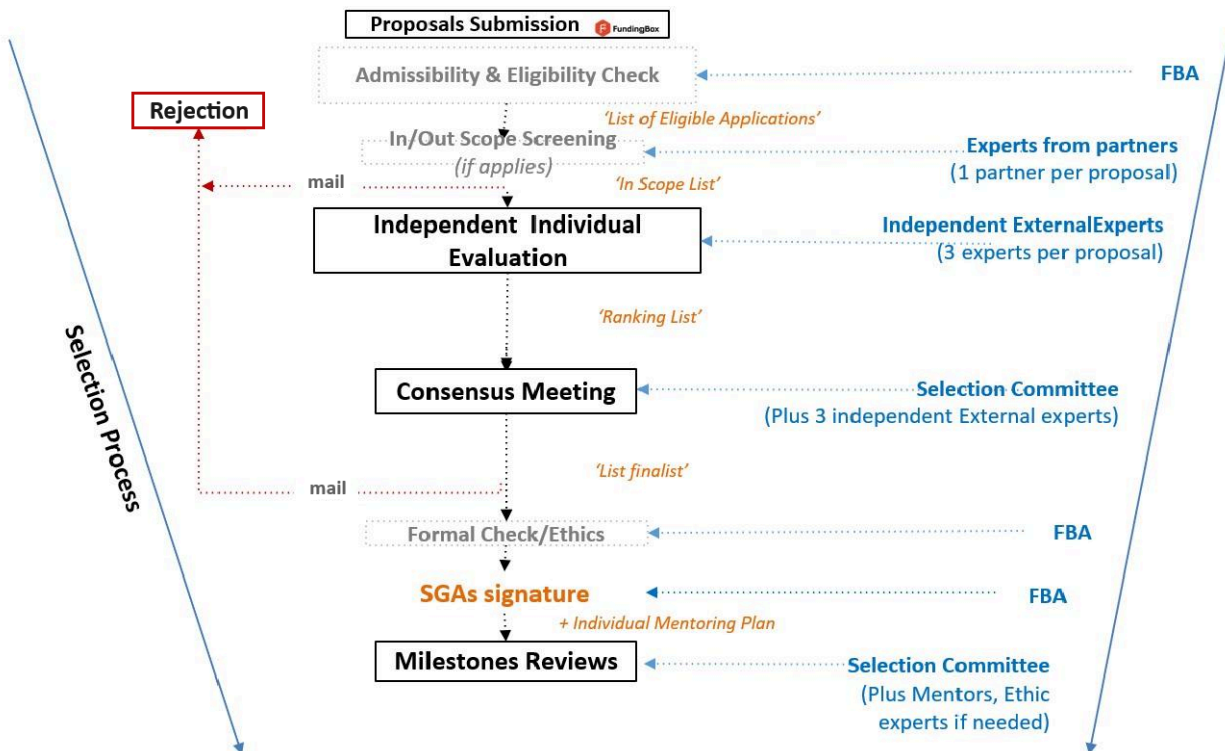 Proposals Submission
FundingBox
Admissibility & Eligibility Check
FBA
Rejection
'List of Eligible Applications'
In/Out Scope Screening
(if applies)
Experts from partners
(1 partner per proposal)
mail
'In Scope List'
Independent Individual
Evaluation
Independent ExternalExperts
(3 experts per proposal)
'Ranking List'
Selection Process
Consensus Meeting
Selection Committee
(Plus 3 independent External experts)
'List finalist'
mail
Formal Check/Ethics
FBA
SGAs signature
FBA
+ Individual Mentoring Plan
Milestones Reviews
Selection Committee
(Plus Mentors, Ethic
experts if needed)